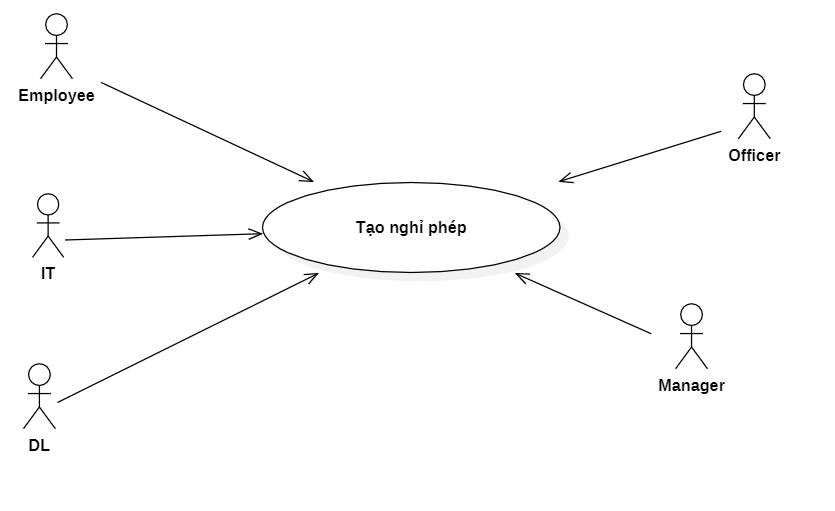 Employee
Officer
Tạo nghỉ phép
IT
Manager
DL